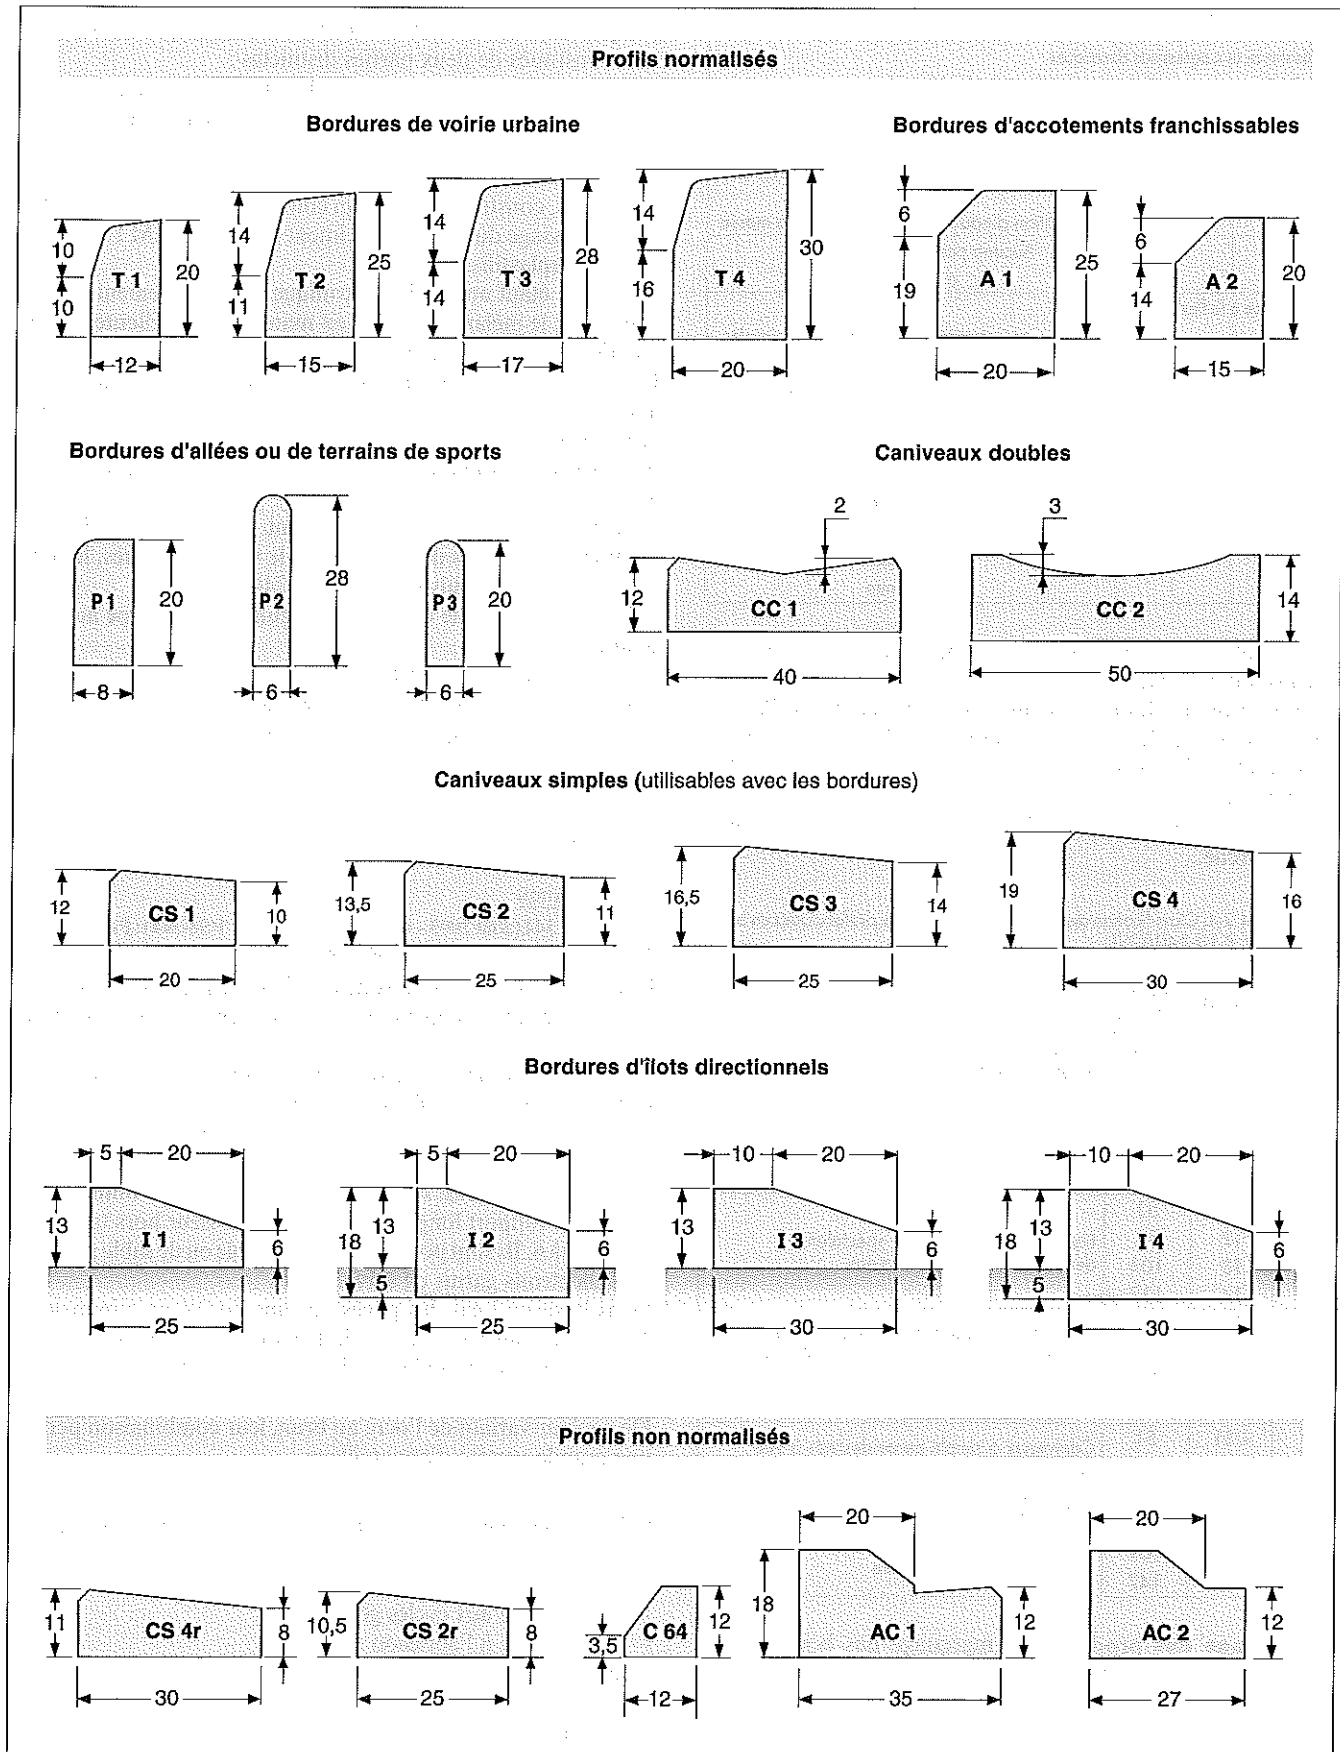 Profils normalisés
Bordures de voirie urbaine
Bordures d'accotements franchissables
10 10 T 1 20 12
14 11 T 2 25 15
14 14 T 3 28 17
14 16 T 4 30 20
6 19 A 1 25 20
6 14 A 2 20 15
Bordures d'allées ou de terrains de sports
Caniveaux doubles
P 1 20 8
P 2 28 6
P 3 20 6
2 12 CC 1 40
3 CC 2 14 50
Caniveaux simples (utilisables avec les bordures)
12 CS 1 10 20
13,5 CS 2 11 25
16,5 CS 3 14 25
19 CS 4 16 30
Bordures d'îlots directionnels
5 20 13 I 1 6 25
5 20 18 13 I 2 6 5 25
10 20 13 I 3 6 30
10 20 18 13 I 4 6 5 30
Profils non normalisés
11 CS 4r 8 30
10,5 CS 2r 8 25
3,5 C 64 12 12
20 18 AC 1 12 35
20 AC 2 12 27